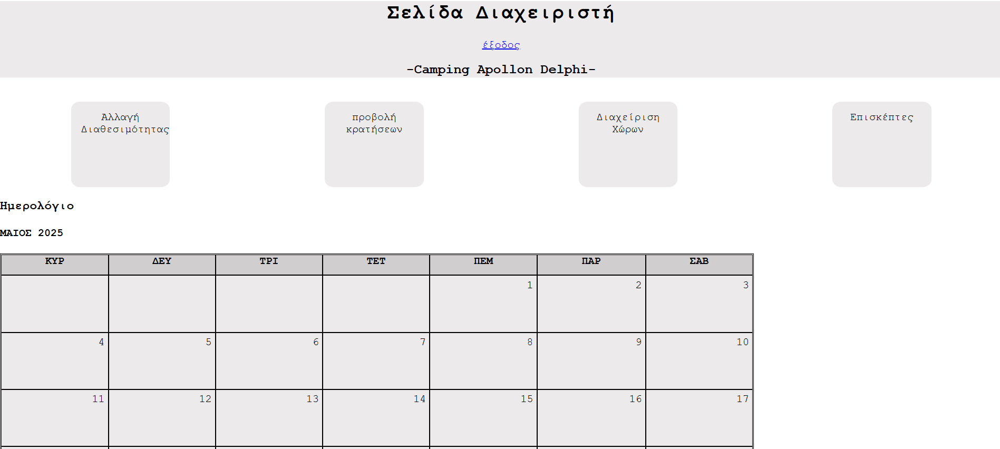 Σελίδα Διαχειριστή
έξοδος
-Camping Apollon Delphi-
Αλλαγή
Διαθεσιμότητας
προβολή
κρατήσεων
Διαχείριση
Χώρων
Επισκέπτες
Ημερολόγιο
ΜΑΙΟΣ 2025
ΚΥΡ ΔΕΥ ΤΡΙ ΤΕΤ ΠΕΜ ΠΑΡ ΣΑΒ
1 2 3
4 5 6 7 8 9 10
11 12 13 14 15 16 17